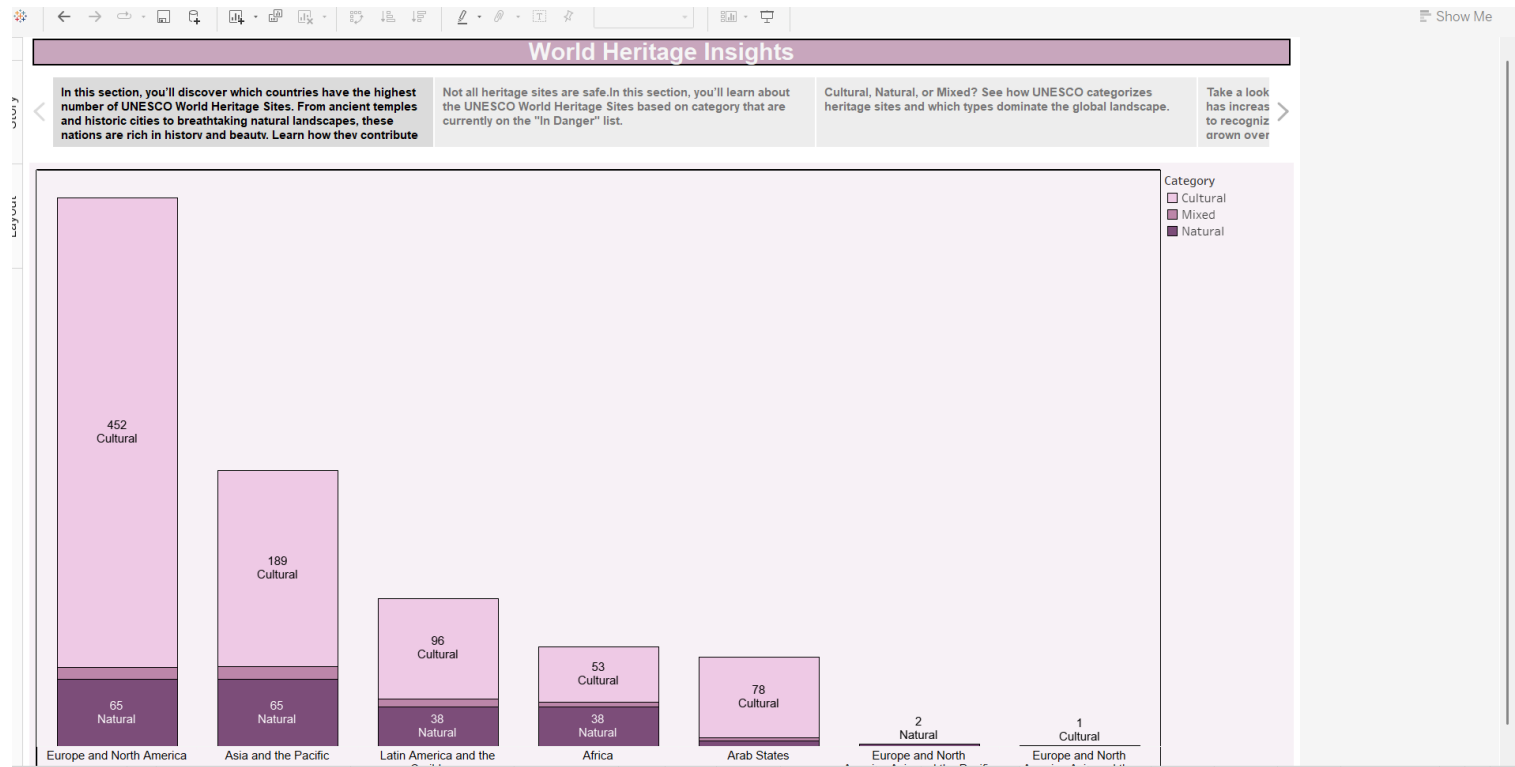 Show Me
World Heritage Insights
In this section, you'll discover which countries have the highest
number of UNESCO World Heritage Sites. From ancient temples
and historic cities to breathtaking natural landscapes, these
nations are rich in history and beauty. Learn how they contribute
Not all heritage sites are safe.In this section, you'll learn about
the UNESCO World Heritage Sites based on category that are
currently on the "In Danger" list.
Cultural, Natural, or Mixed? See how UNESCO categorizes
heritage sites and which types dominate the global landscape.
Take a look
has increas
to recogniz
grown over
Story
Layout
Category
Cultural
Mixed
Natural
452
Cultural
65
Natural
189
Cultural
65
Natural
96
Cultural
38
Natural
53
Cultural
38
Natural
78
Cultural
2
Natural
1
Cultural
Europe and North America
Asia and the Pacific
Latin America and the
Africa
Arab States
Europe and North
Europe and North